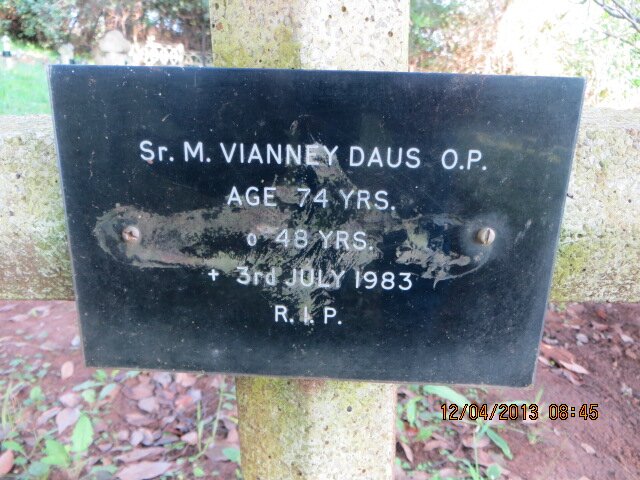 Sr. M. VIANNEY DAUS O.P.
AGE 74 YRS.
o 48 YRS.
+ 3rd JULY 1983
R.I.P.
12/04/2013 08:45